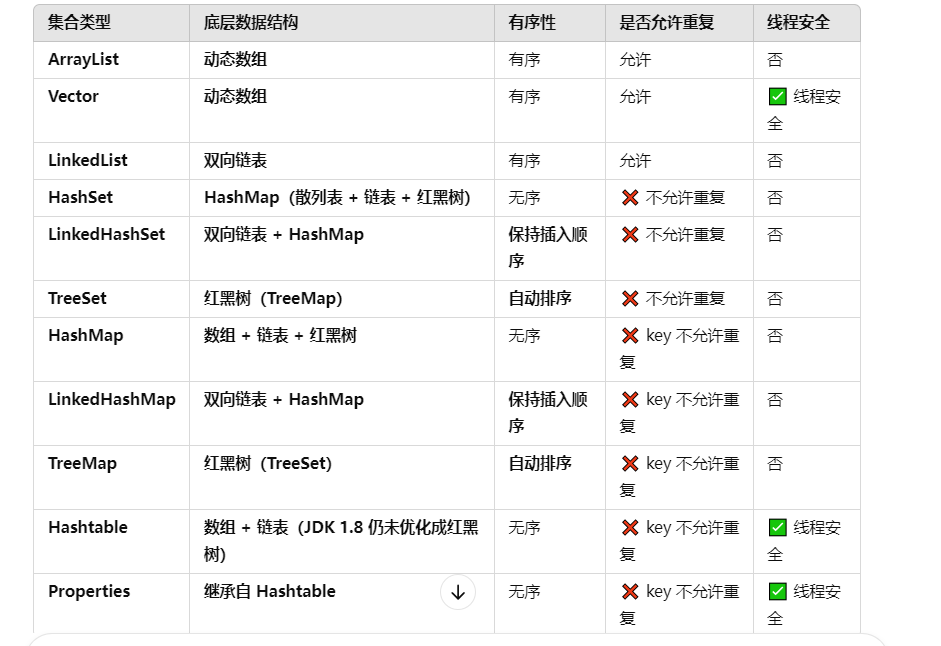 集合类型 底层数据结构 有序性 是否允许重复 线程安全
ArrayList 动态数组 有序 允许 否
Vector 动态数组 有序 允许 ✅ 线程安
全
LinkedList 双向链表 有序 允许 否
HashSet HashMap（散列表 + 链表 + 红黑树） 无序 ❌ 不允许重复 否
LinkedHashSet 双向链表 + HashMap 保持插入顺 ❌ 不允许重复 否
序
TreeSet 红黑树（TreeMap） 自动排序 ❌ 不允许重复 否
HashMap 数组 + 链表 + 红黑树 无序 ❌ key 不允许重 否
复
LinkedHashMap 双向链表 + HashMap 保持插入顺 ❌ key 不允许重 否
序 复
TreeMap 红黑树（TreeSet） 自动排序 ❌ key 不允许重 否
复
Hashtable 数组 + 链表（JDK 1.8 仍未优化成红黑 无序 ❌ key 不允许重 ✅ 线程安
树） 复 全
Properties 继承自 Hashtable 无序 ❌ key 不允许重 ✅ 线程安
复 全